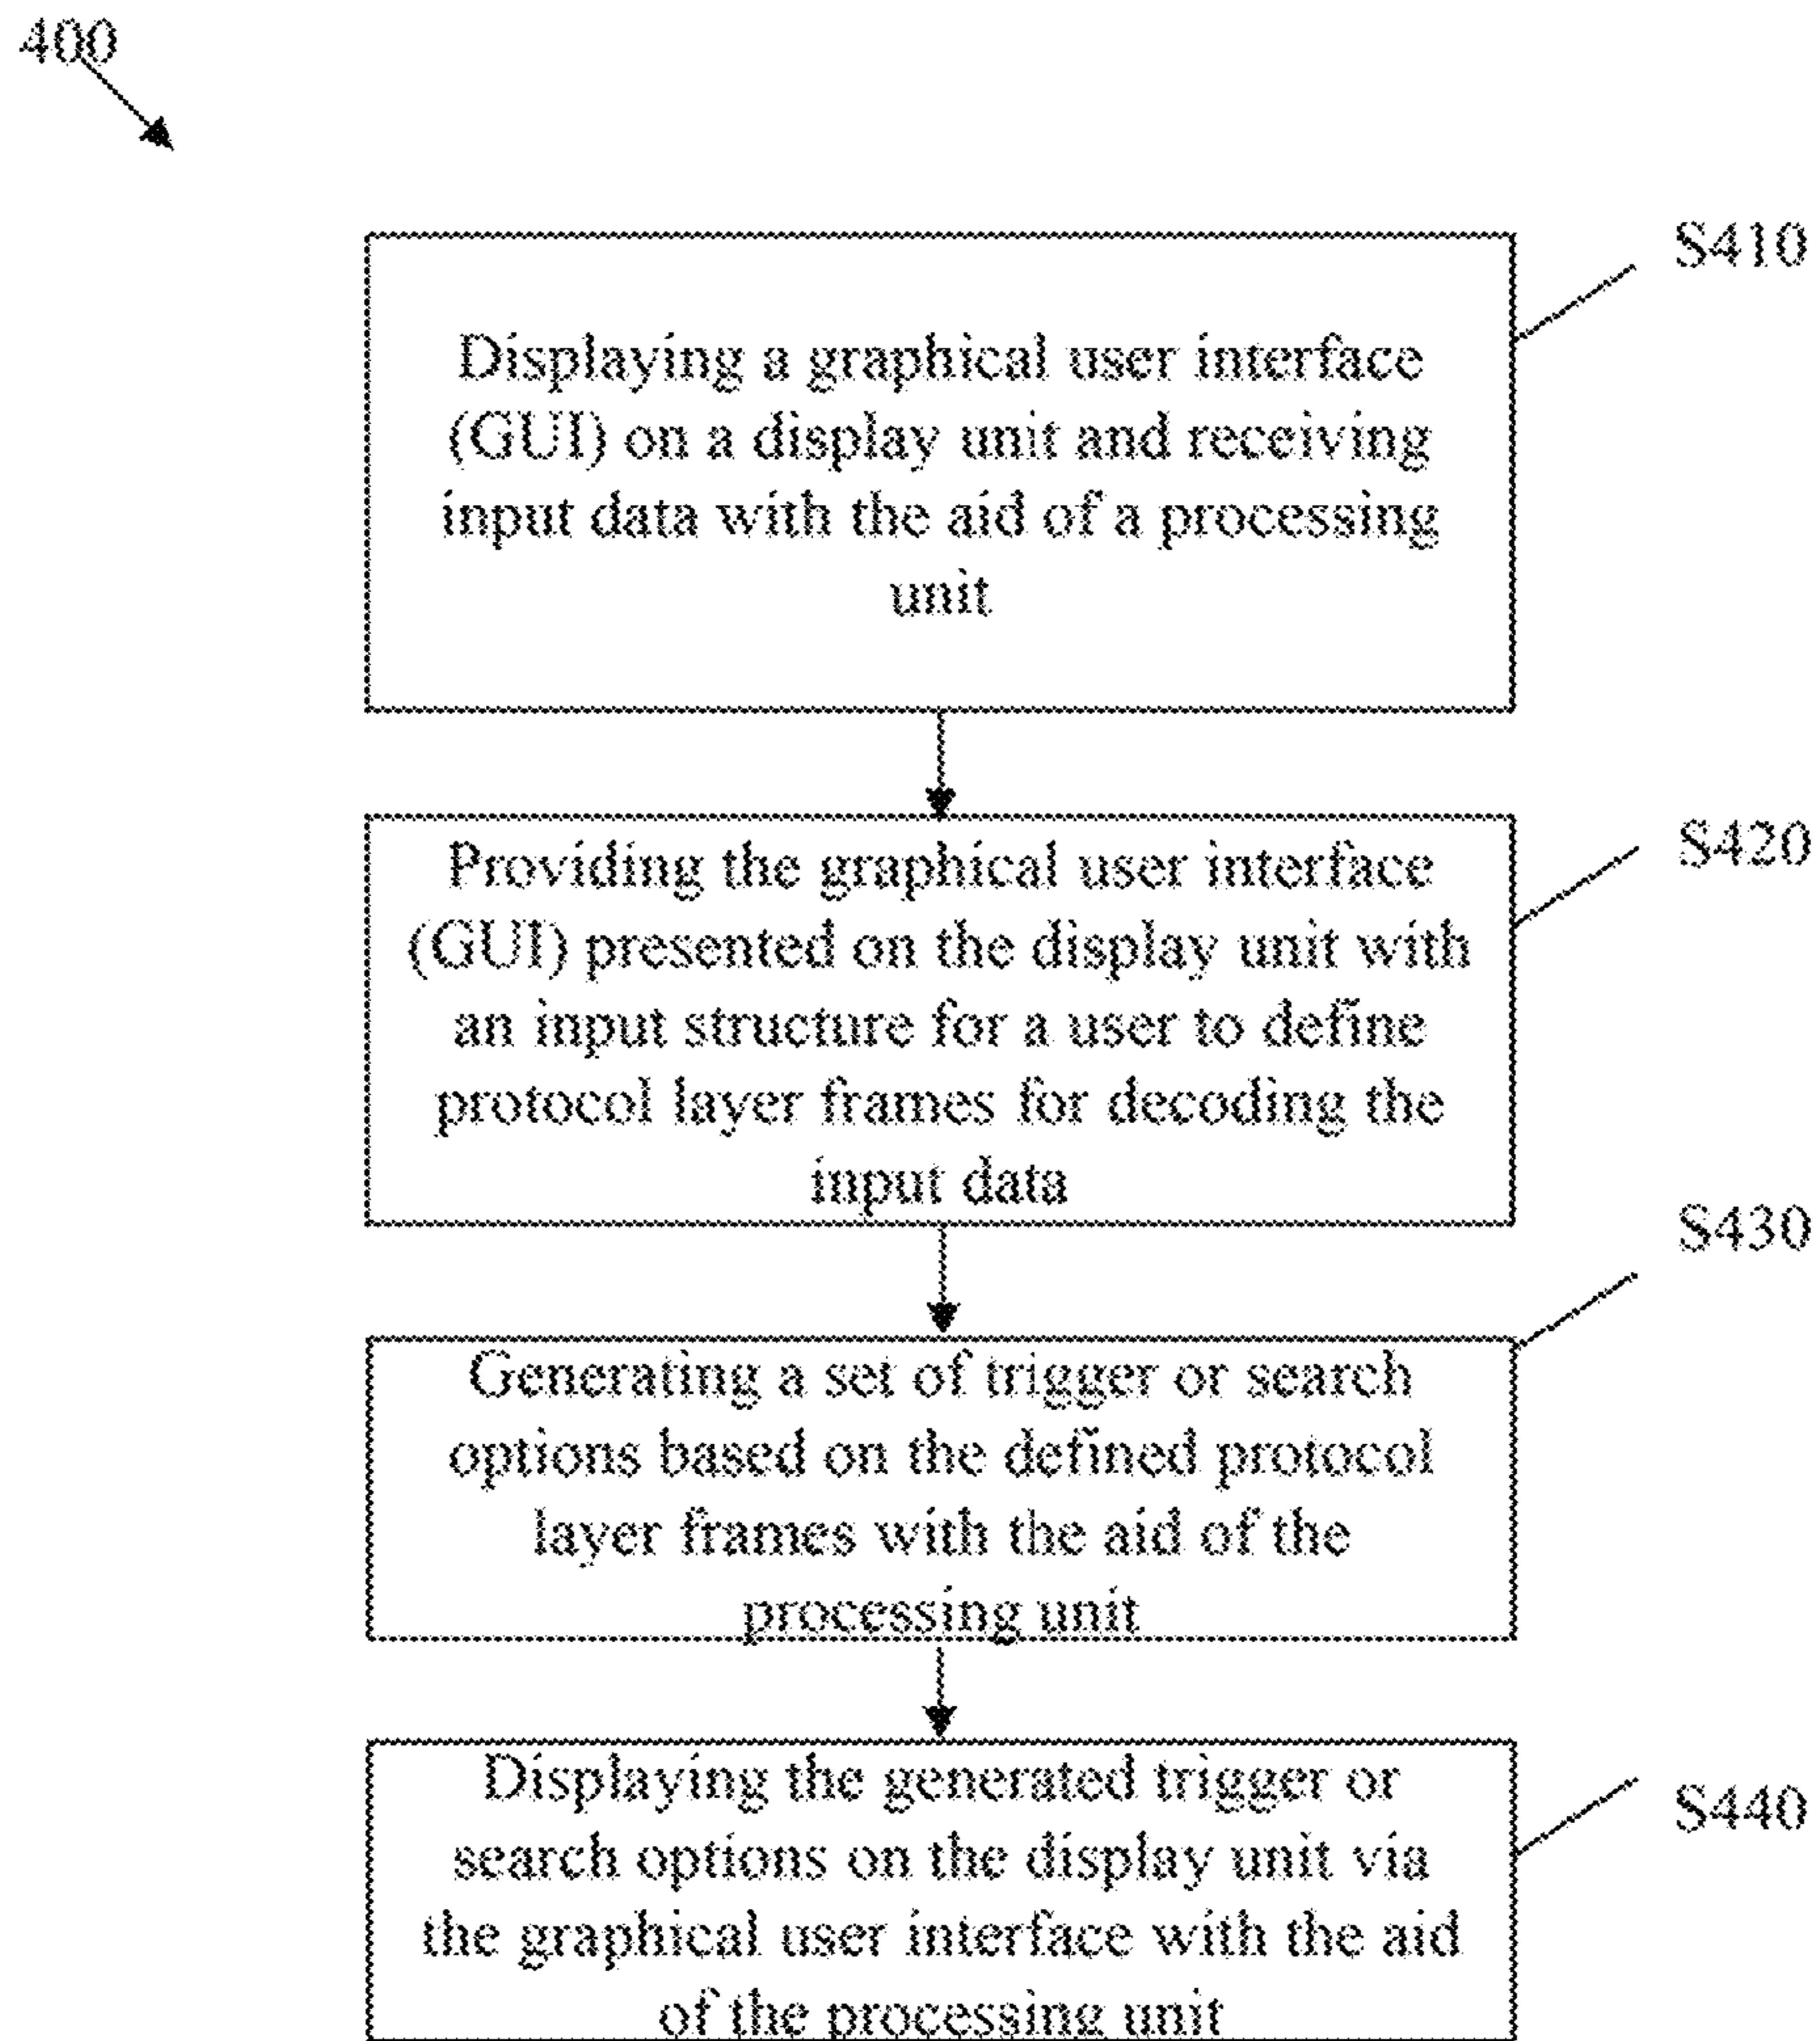 400
S410
Displaying a graphical user interface
(GUI) on a display unit and receiving
input data with the aid of a processing
unit
S420
Providing the graphical user interface
(GUI) presented on the display unit with
an input structure for a user to define
protocol layer frames for decoding the
input data
S430
Generating a set of trigger or search
options based on the defined protocol
layer frames with the aid of the
processing unit
S440
Displaying the generated trigger or
search options on the display unit via
the graphical user interface with the aid
of the processing unit